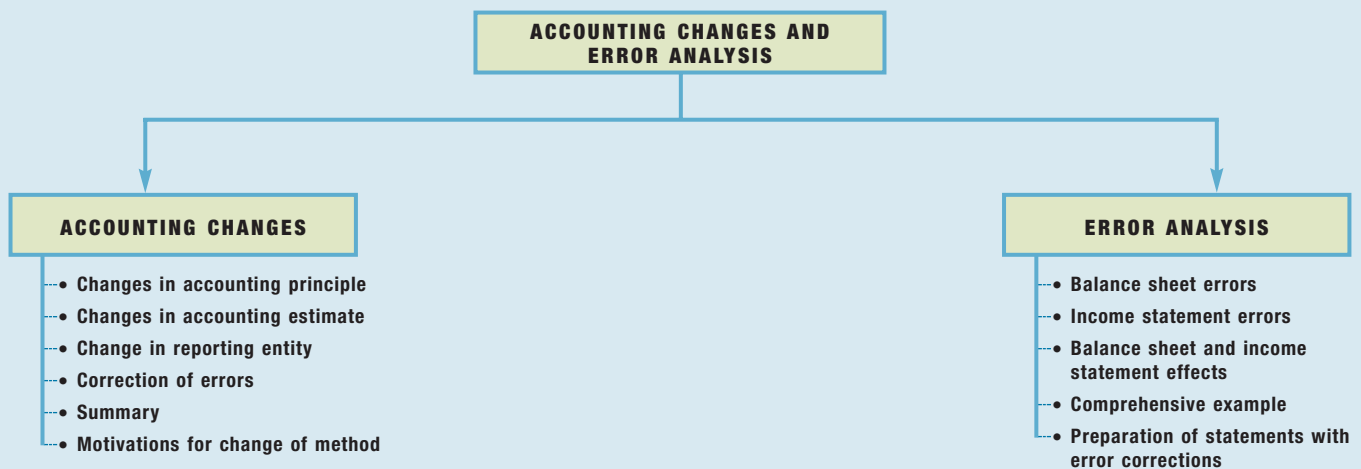 ACCOUNTING CHANGES AND
ERROR ANALYSIS
ACCOUNTING CHANGES
• Changes in accounting principle
• Changes in accounting estimate
• Change in reporting entity
• Correction of errors
• Summary
• Motivations for change of method
ERROR ANALYSIS
• Balance sheet errors
• Income statement errors
• Balance sheet and income
statement effects
• Comprehensive example
• Preparation of statements with
error corrections